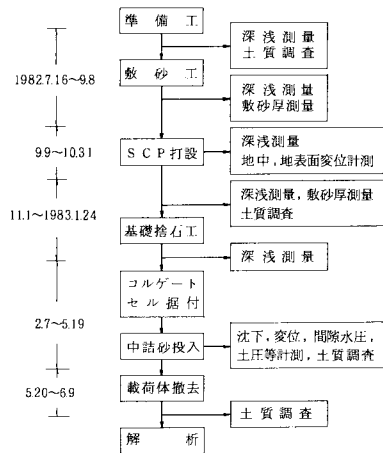 準備工
深浅測量
土質調査
1982.7.16～9.8
敷砂工
深浅測量
敷砂厚測量
9.9～10.31
SCP打設
深浅測量
地中，地表面変位計測
深浅測量，敷砂厚測量
土質調査
11.1～1983.1.24
基礎捨石工
深浅測量
コルゲート
セル据付
2.7～5.19
中詰砂投入
沈下，変位，間隙水圧，
土圧等計測，土質調査
載荷体撤去
5.20～6.9
土質調査
解析